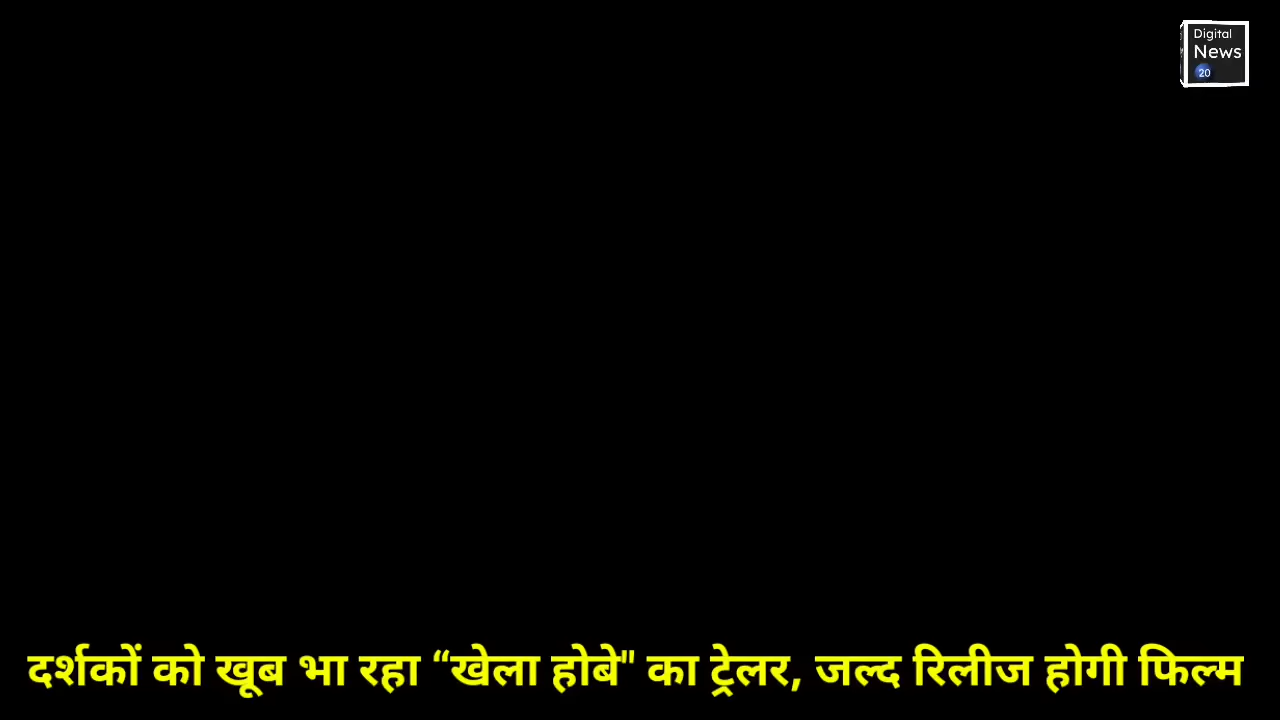 Digital
News
20
दर्शकों को खूब भा रहा “खेला होबे" का ट्रेलर, जल्द रिलीज होगी फिल्म